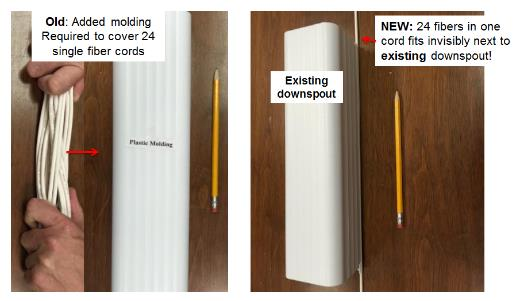 Old: Added molding
Required to cover 24
single fiber cords
Plastic Molding
NEW: 24 fibers in one
cord fits invisibly next to
existing downspout!
Existing
downspout